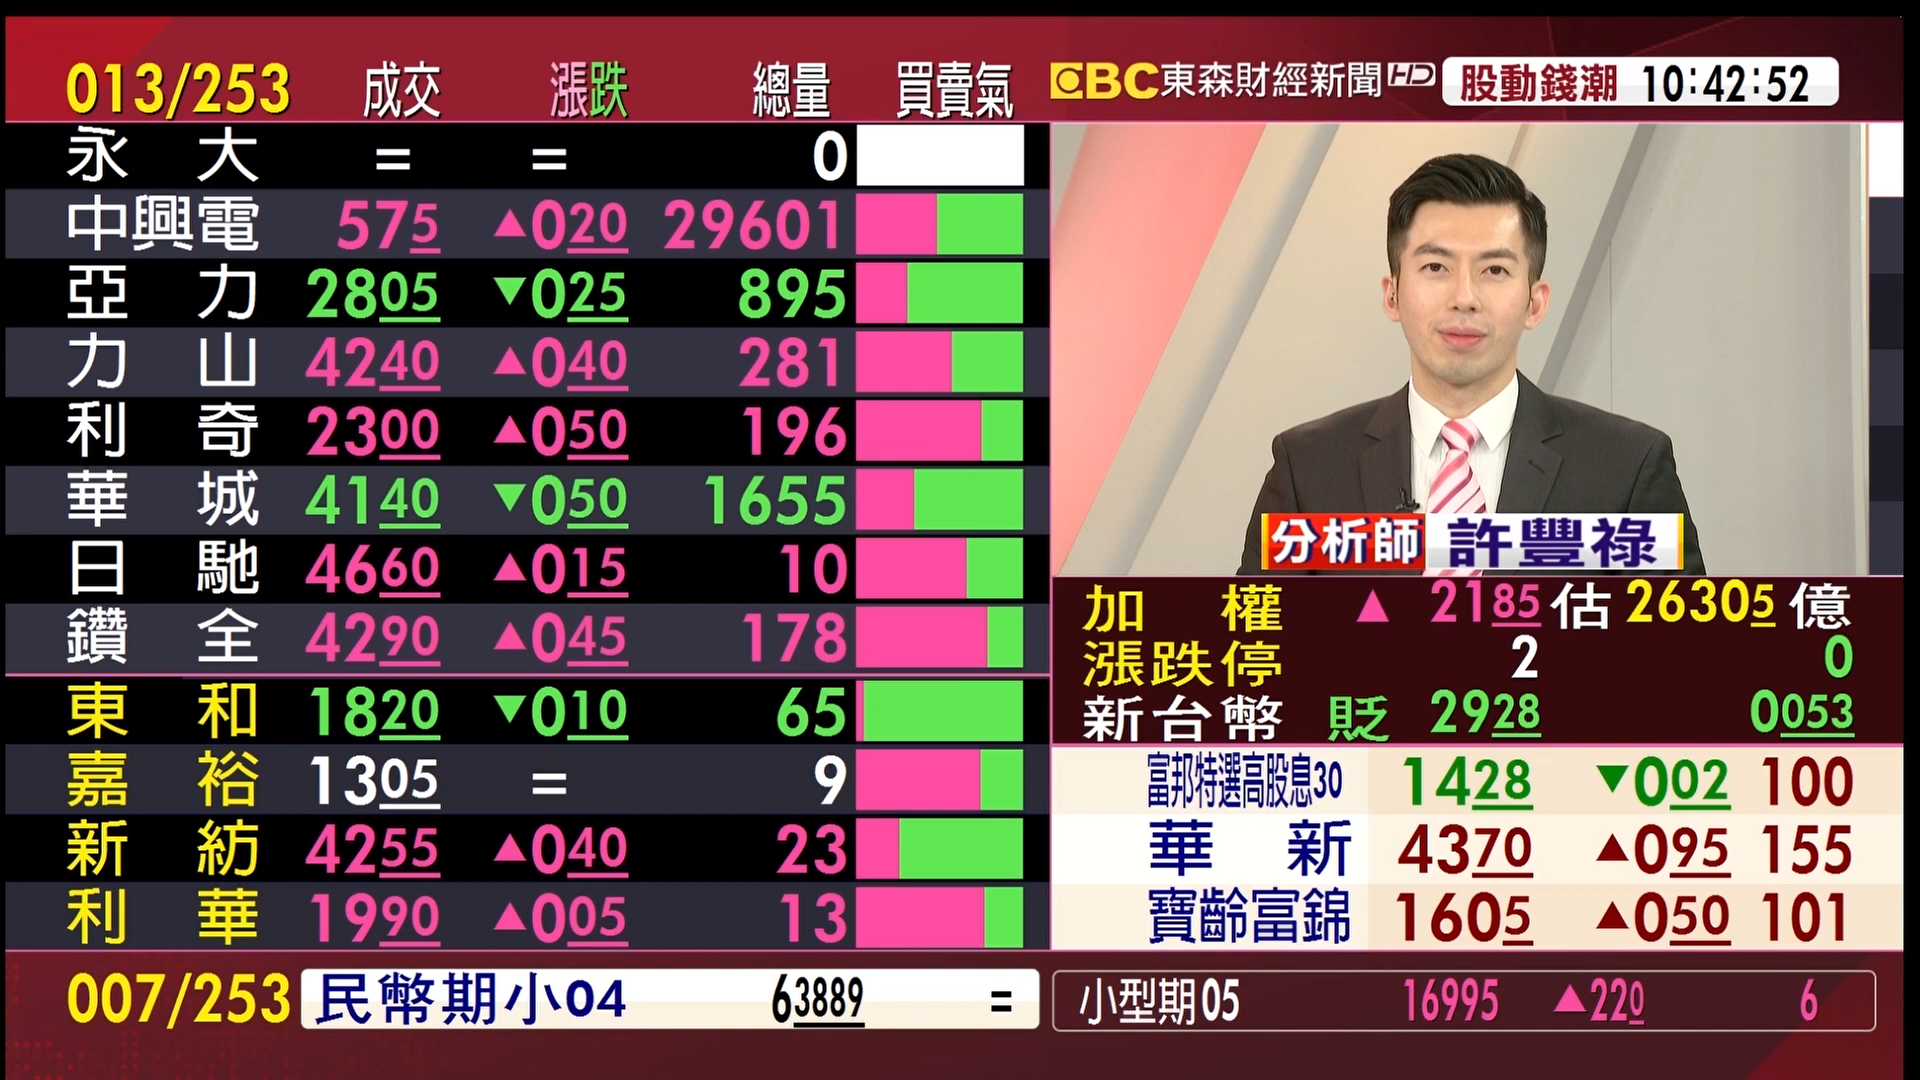 013/253 成交 漲跌 總量 買賣氣
永大 = = 0
中興電 575 ▲020 29601
亞力 2805 ▼025 895
力山 4240 ▲040 281
利奇 2300 ▲050 196
華城 4140 ▼050 1655
日馳 4660 ▲015 10
鑽全 4290 ▲045 178
東和 1820 ▼010 65
嘉裕 1305 = 9
新紡 4255 ▲040 23
利華 1990 ▲005 13
007/253 民幣期小04 63889 =
EBC東森財經新聞HD 股動錢潮 10:42:52
分析師 許豐祿
加權 ▲ 2185 估 26305 億
漲跌停 2 0
新台幣 貶 2928 0053
富邦特選高股息30 1428 ▼002 100
華新 4370 ▲095 155
寶齡富錦 1605 ▲050 101
小型期05 16995 ▲220 6